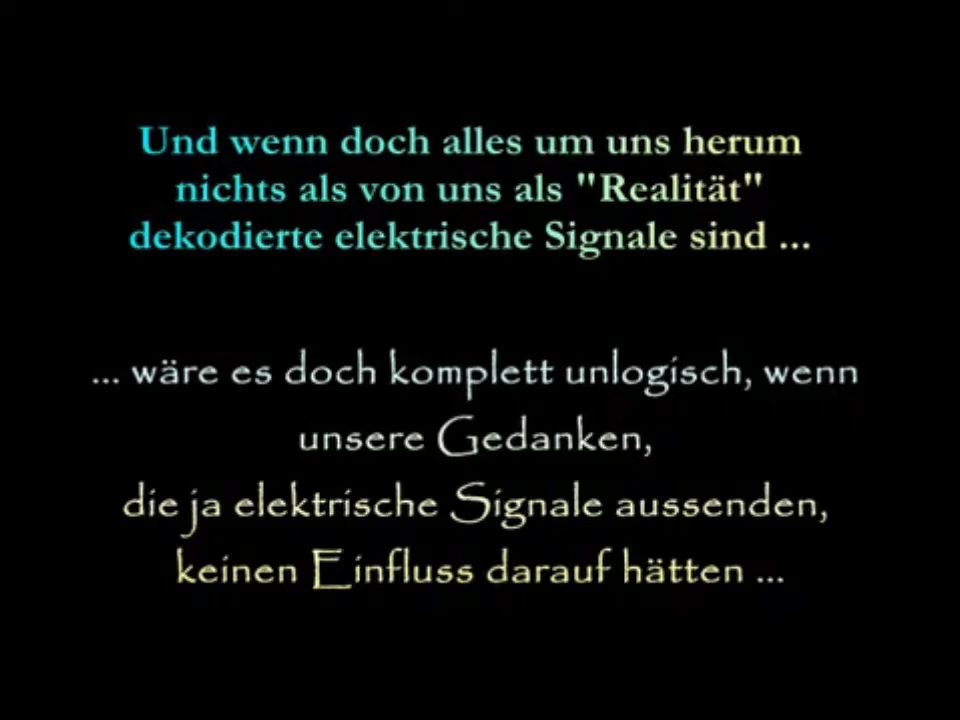 Und wenn doch alles um uns herum
nichts als von uns als "Realität"
dekodierte elektrische Signale sind ...
... wäre es doch komplett unlogisch, wenn
unsere Gedanken,
die ja elektrische Signale aussenden,
keinen Einfluss darauf hätten ...